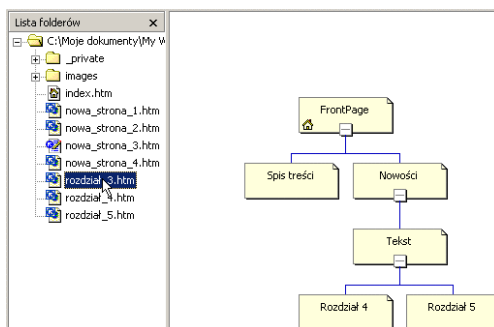 Lista folderów
C:\Moje dokumenty\My
_private
images
index.htm
nowa_strona_1.htm
nowa_strona_2.htm
nowa_strona_3.htm
nowa_strona_4.htm
rozdział_3.htm
rozdział_4.htm
rozdział_5.htm
FrontPage
Spis treści
Nowości
Tekst
Rozdział 4
Rozdział 5